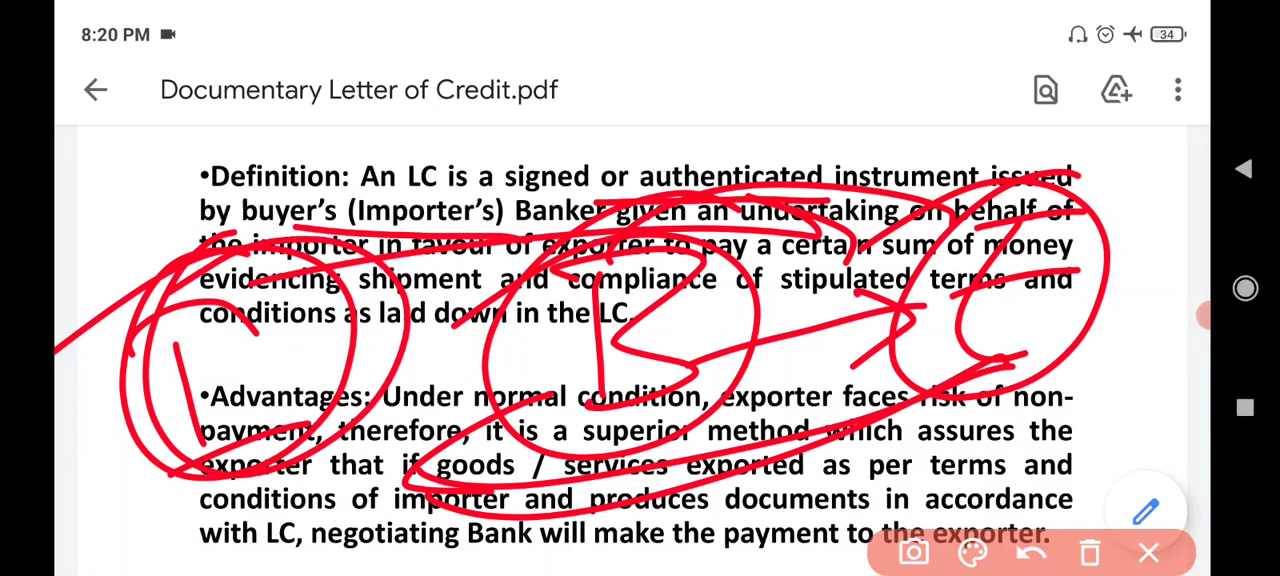 8:20 PM
34
Documentary Letter of Credit.pdf
•Definition: An LC is a signed or authenticated instrument issued
by buyer's (Importer's) Banker given an undertaking on behalf of
the importer in favour of exporter to pay a certain sum of money
evidencing shipment and compliance of stipulated terms and
conditions as laid down in the LC.
•Advantages: Under normal condition, exporter faces risk of non-
payment, therefore, it is a superior method which assures the
exporter that if goods / services exported as per terms and
conditions of importer and produces documents in accordance
with LC, negotiating Bank will make the payment to the exporter.
I
B
E